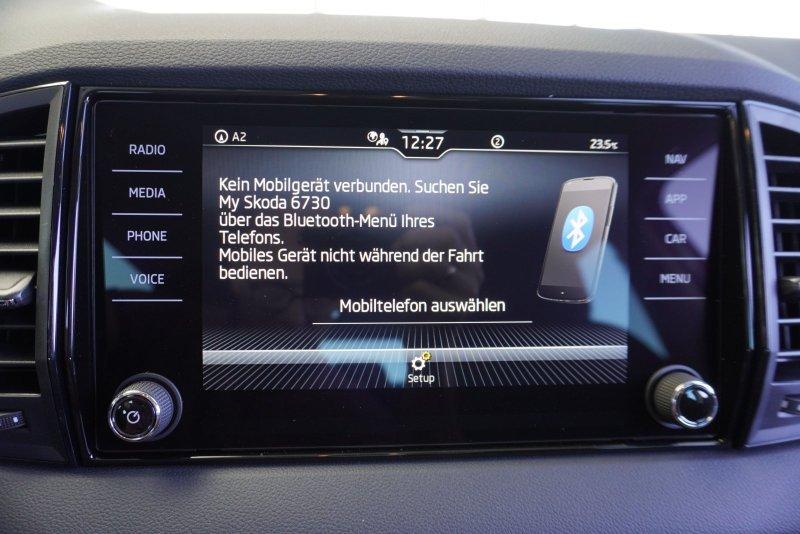 A2 12:27 2 23.5°C
RADIO
MEDIA
PHONE
VOICE
Kein Mobilgerät verbunden. Suchen Sie
My Skoda 6730
über das Bluetooth-Menü Ihres
Telefons.
Mobiles Gerät nicht während der Fahrt
bedienen.
Mobiltelefon auswählen
Setup
NAV
APP
CAR
MENU